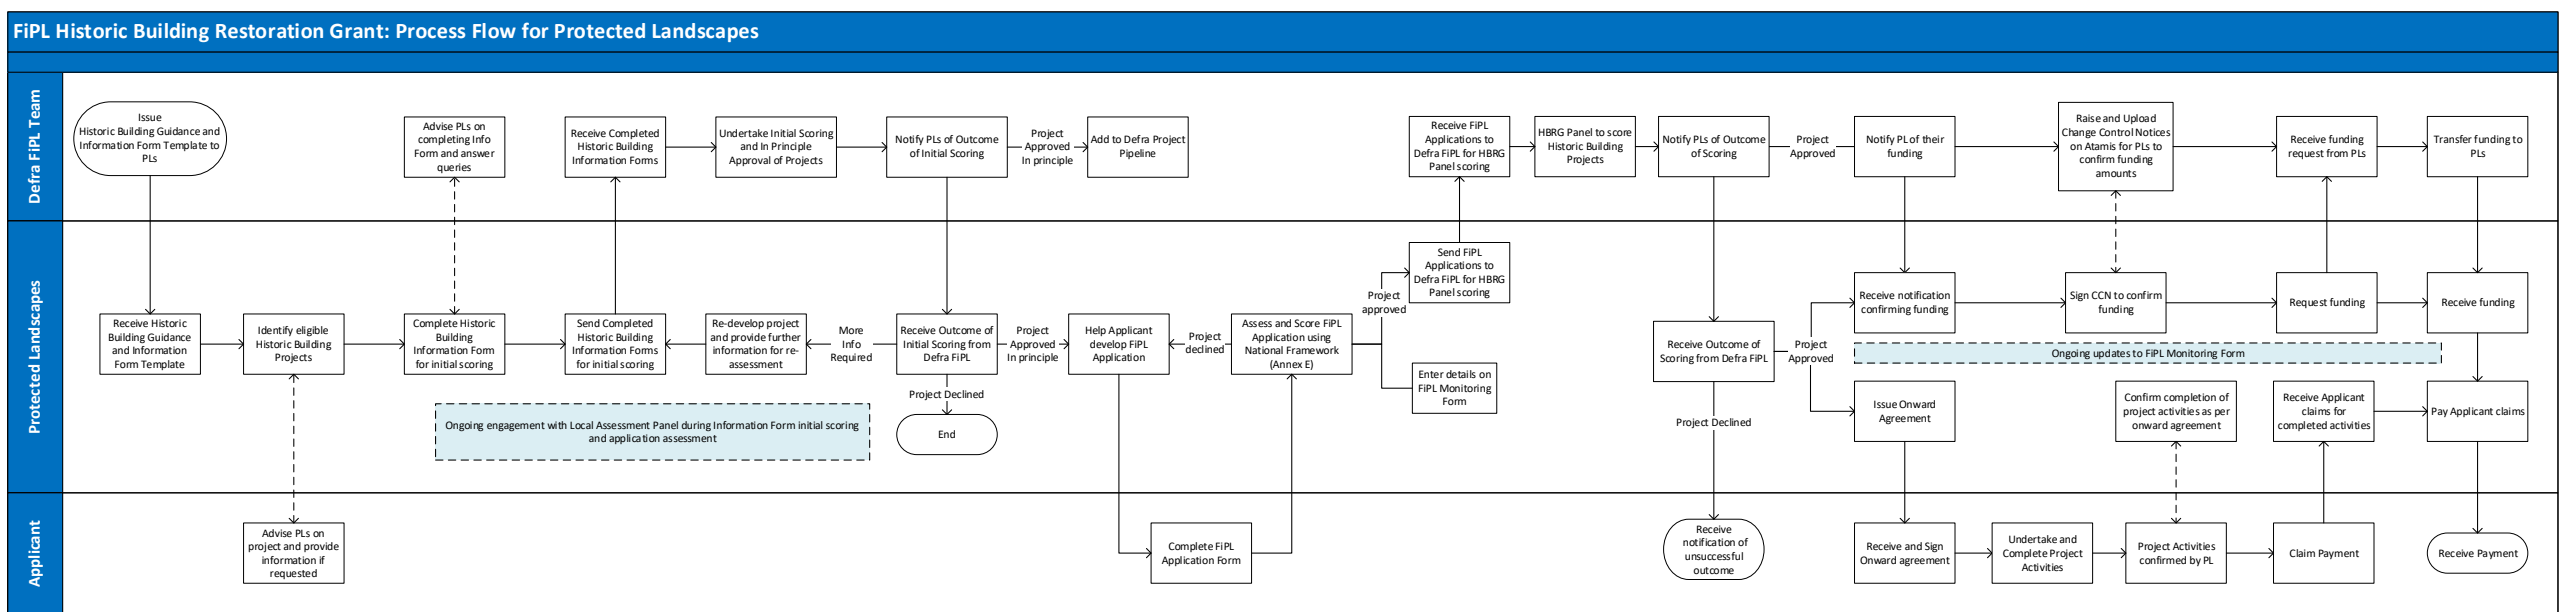 FiPL Historic Building Restoration Grant: Process Flow for Protected Landscapes
Defra FiPL Team
Issue
Historic Building Guidance and
Information Form Template to
PLs
Advise PLs on
completing Info
Form and answer
queries
Receive Completed
Historic Building
Information Forms
Undertake Initial Scoring
and In Principle
Approval of Projects
Notify PLs of Outcome
of Initial Scoring
Project
Approved
In principle
Add to Defra Project
Pipeline
Receive FiPL
Applications to
Defra FiPL for HBRG
Panel scoring
HBRG Panel to score
Historic Building
Projects
Notify PLs of Outcome
of Scoring
Project
Approved
Notify PL of their
funding
Raise and Upload
Change Control Notices
on Atamis for PLs to
confirm funding
amounts
Receive funding
request from PLs
Transfer funding to
PLs
Protected Landscapes
Receive Historic
Building Guidance
and Information
Form Template
Identify eligible
Historic Building
Projects
Complete Historic
Building
Information Form
for initial scoring
Send Completed
Historic Building
Information Forms
for initial scoring
Re-develop project
and provide further
information for re-
assessment
More
Info
Required
Receive Outcome of
Initial Scoring from
Defra FiPL
Project
Approved
In principle
Help Applicant
develop FiPL
Application
Project
declined
Assess and Score FiPL
Application using
National Framework
(Annex E)
Project
approved
Send FiPL
Applications to
Defra FiPL for HBRG
Panel scoring
Enter details on
FiPL Monitoring
Form
Project Declined
End
Ongoing engagement with Local Assessment Panel during Information Form initial scoring
and application assessment
Receive Outcome of
Scoring from Defra FiPL
Project
Approved
Project Declined
Receive notification
confirming funding
Sign CCN to confirm
funding
Request funding
Receive funding
Ongoing updates to FiPL Monitoring Form
Issue Onward
Agreement
Confirm completion of
project activities as per
onward agreement
Receive Applicant
claims for
completed activities
Pay Applicant claims
Applicant
Advise PLs on
project and provide
information if
requested
Complete FiPL
Application Form
Receive
notification of
unsuccessful
outcome
Receive and Sign
Onward agreement
Undertake and
Complete Project
Activities
Project Activities
confirmed by PL
Claim Payment
Receive Payment